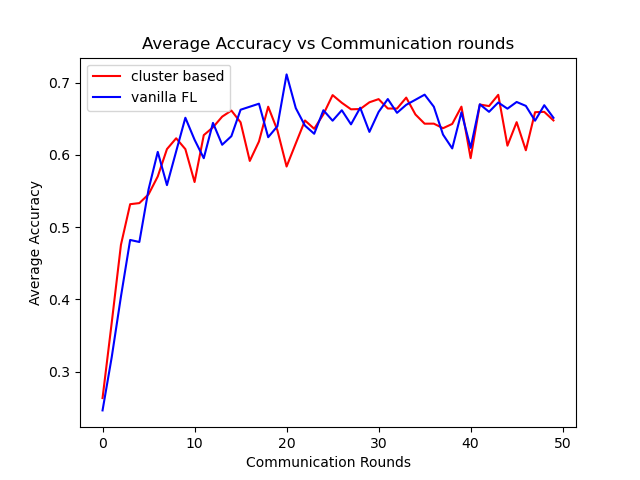 Average Accuracy vs Communication rounds
cluster based
vanilla FL
0.7
0.6
0.5
0.4
0.3
Average Accuracy
0 10 20 30 40 50
Communication Rounds